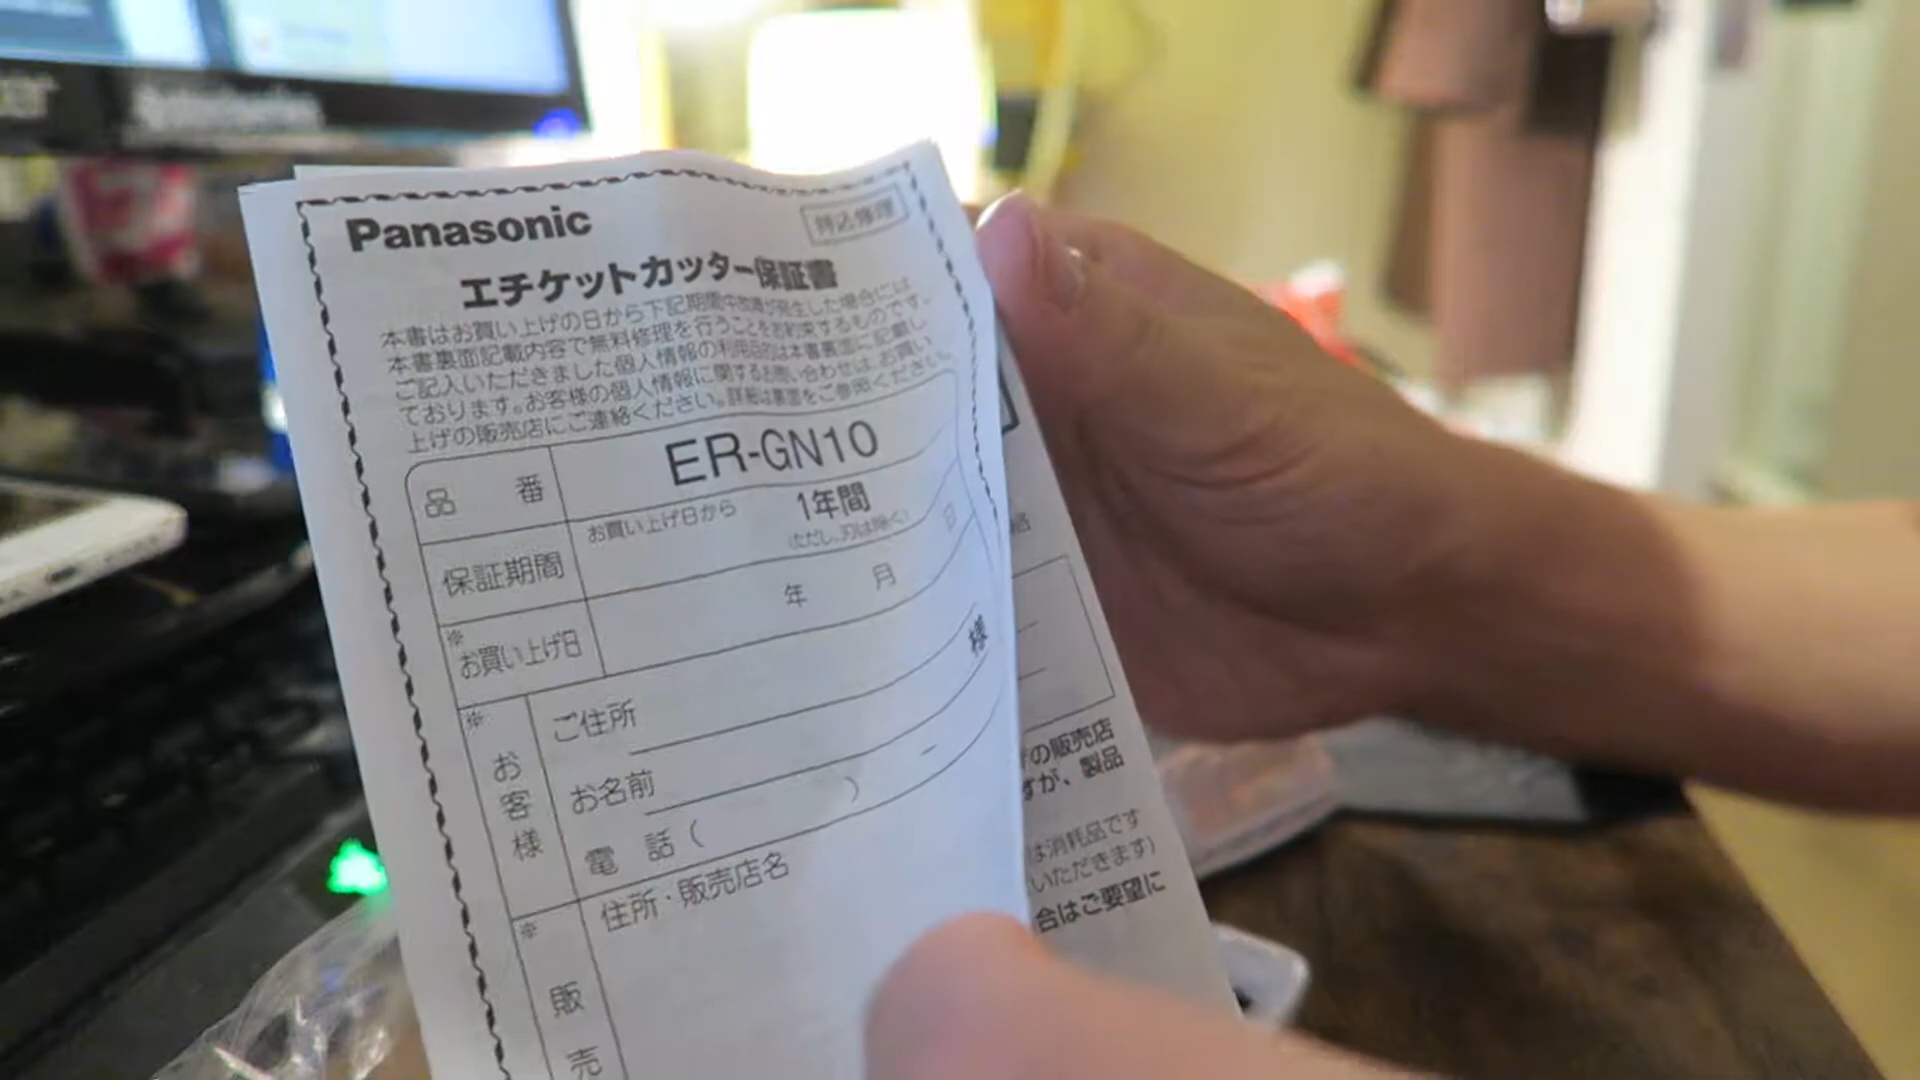 Panasonic
持込修理
エチケットカッター保証書
本書はお買い上げの日から下記期間中故障が発生した場合には
本書裏面記載内容で無料修理を行うことをお約束するものです。
ご記入いただきました個人情報の利用目的は本書裏面に記載し
ております。お客様の個人情報に関するお問い合わせは、お買い
上げの販売店にご連絡ください。詳細は裏面をご参照ください。
品 番 ER-GN10
保証期間 お買い上げ日から 1年間
(ただし、刃は除く)
※お買い上げ日 年 月 日
※お客様
ご住所
お名前 様
電 話 ( ) −
※販売
住所・販売店名
の販売店
すが、製品
は消耗品です
いただきます)
合はご要望に